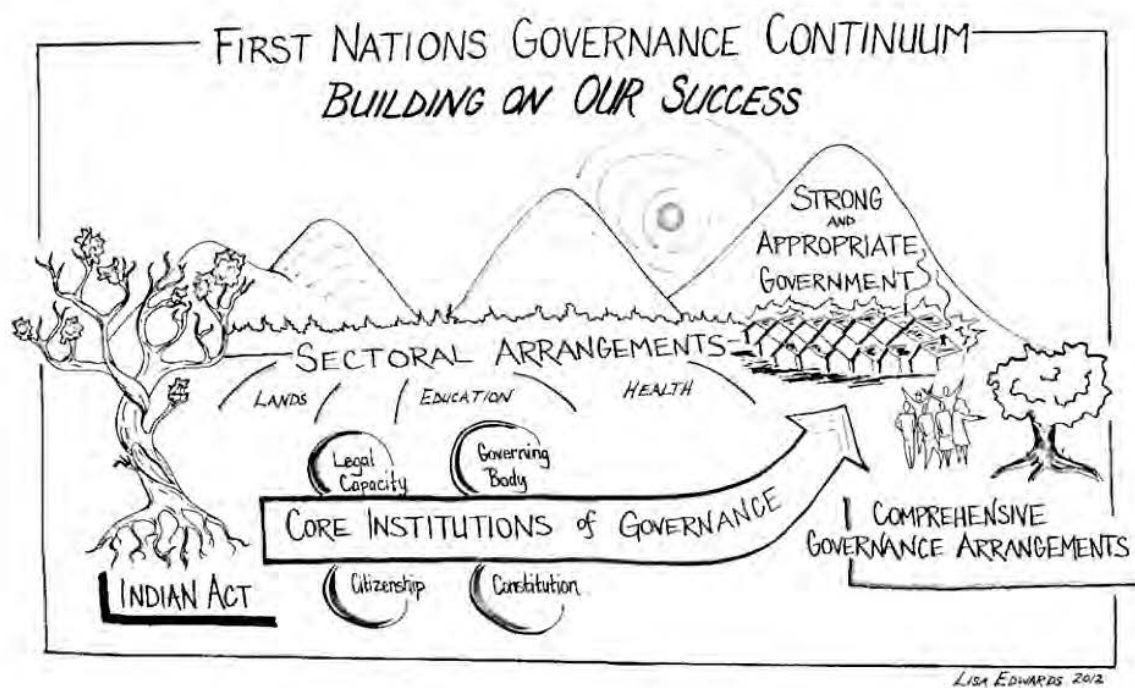 FIRST NATIONS GOVERNANCE CONTINUUM
BUILDING ON OUR SUCCESS
STRONG
AND
APPROPRIATE
GOVERNMENT
SECTORAL ARRANGEMENTS
LANDS
EDUCATION
HEALTH
Legal
Capacity
Governing
Body
CORE INSTITUTIONS of GOVERNANCE
Citizenship
Constitution
INDIAN ACT
COMPREHENSIVE
GOVERNANCE ARRANGEMENTS
LISA EDWARDS 2012